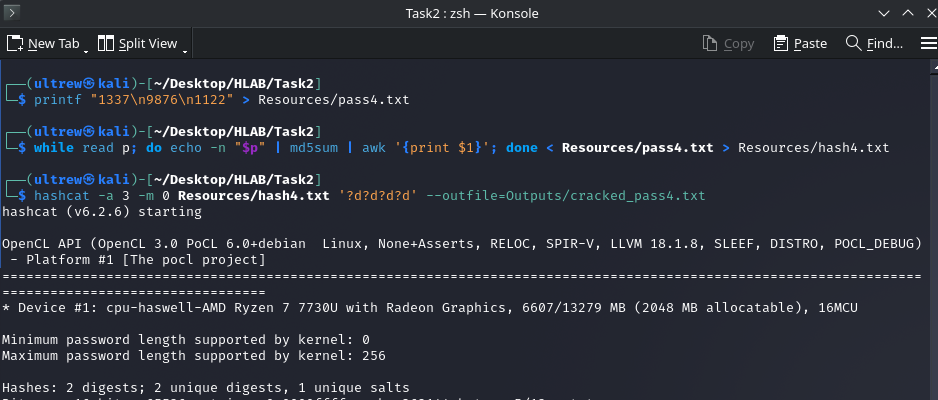 Task2 : zsh — Konsole
New Tab Split View Copy Paste Find...
┌──(ultrew㉿kali)-[~/Desktop/HLAB/Task2]
└─$ printf "1337\n9876\n1122" > Resources/pass4.txt
┌──(ultrew㉿kali)-[~/Desktop/HLAB/Task2]
└─$ while read p; do echo -n "$p" | md5sum | awk '{print $1}'; done < Resources/pass4.txt > Resources/hash4.txt
┌──(ultrew㉿kali)-[~/Desktop/HLAB/Task2]
└─$ hashcat -a 3 -m 0 Resources/hash4.txt '?d?d?d?d' --outfile=Outputs/cracked_pass4.txt
hashcat (v6.2.6) starting
OpenCL API (OpenCL 3.0 PoCL 6.0+debian  Linux, None+Asserts, RELOC, SPIR-V, LLVM 18.1.8, SLEEF, DISTRO, POCL_DEBUG)
 - Platform #1 [The pocl project]
====================================================================================================================
=================================
* Device #1: cpu-haswell-AMD Ryzen 7 7730U with Radeon Graphics, 6607/13279 MB (2048 MB allocatable), 16MCU
Minimum password length supported by kernel: 0
Maximum password length supported by kernel: 256
Hashes: 2 digests; 2 unique digests, 1 unique salts